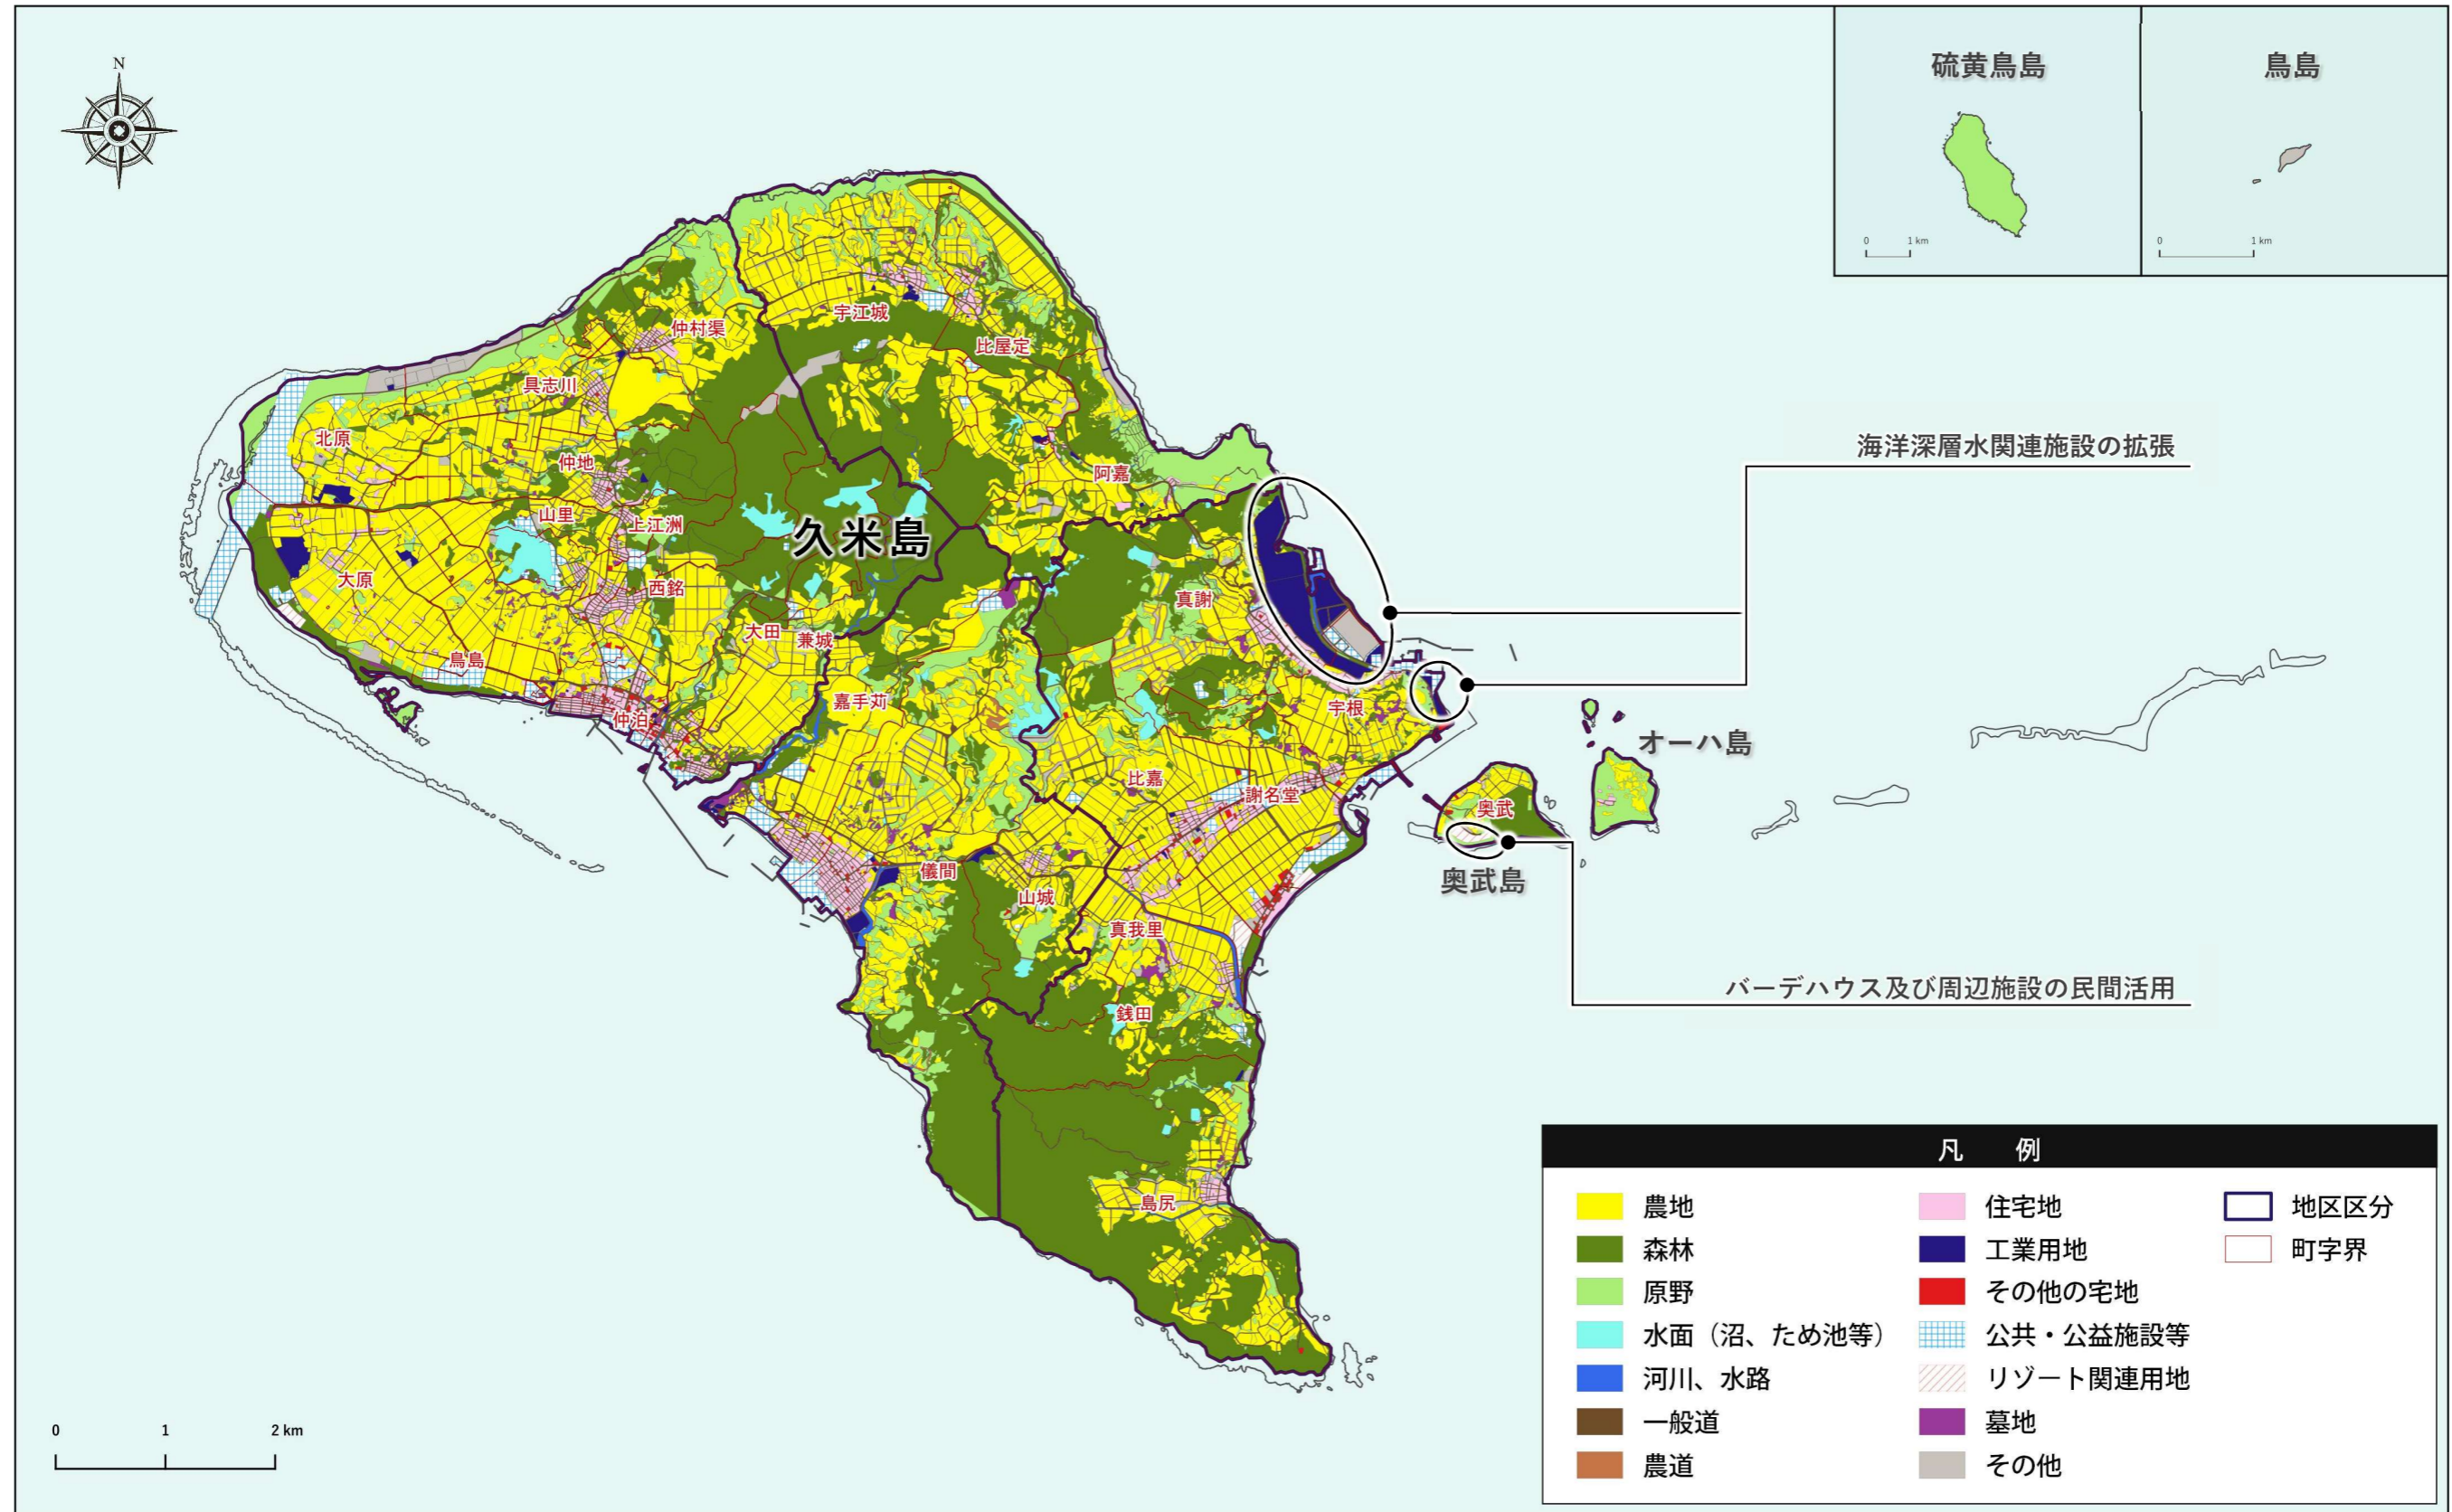 N
硫黄鳥島
0 1 km
鳥島
0 1 km
宇江城
仲村渠
比屋定
具志川
北原
仲地
阿嘉
山里
上江洲
久米島
大原
西銘
真謝
大田
兼城
鳥島
嘉手苅
仲泊
宇根
オーハ島
比嘉
謝名堂
奥武
儀間
奥武島
山城
真我里
銭田
島尻
海洋深層水関連施設の拡張
バーデハウス及び周辺施設の民間活用
0 1 2 km
凡 例
農地
森林
原野
水面（沼、ため池等）
河川、水路
一般道
農道
住宅地
工業用地
その他の宅地
公共・公益施設等
リゾート関連用地
墓地
その他
地区区分
町字界